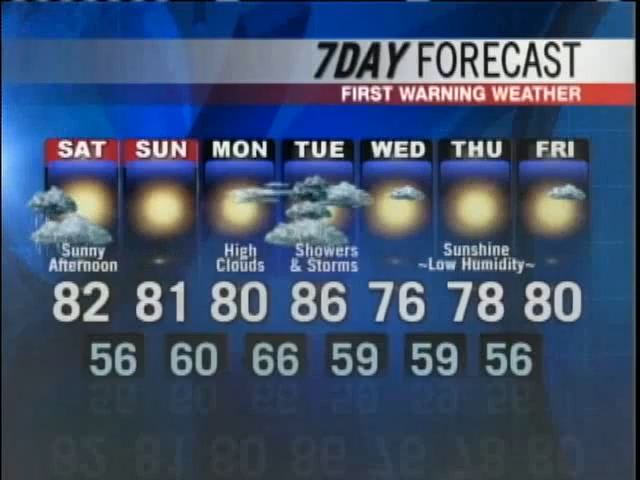 7DAY FORECAST
FIRST WARNING WEATHER
SAT SUN MON TUE WED THU FRI
Sunny Afternoon
High Clouds
Showers & Storms
Sunshine
~Low Humidity~
82 81 80 86 76 78 80
56 60 66 59 59 56